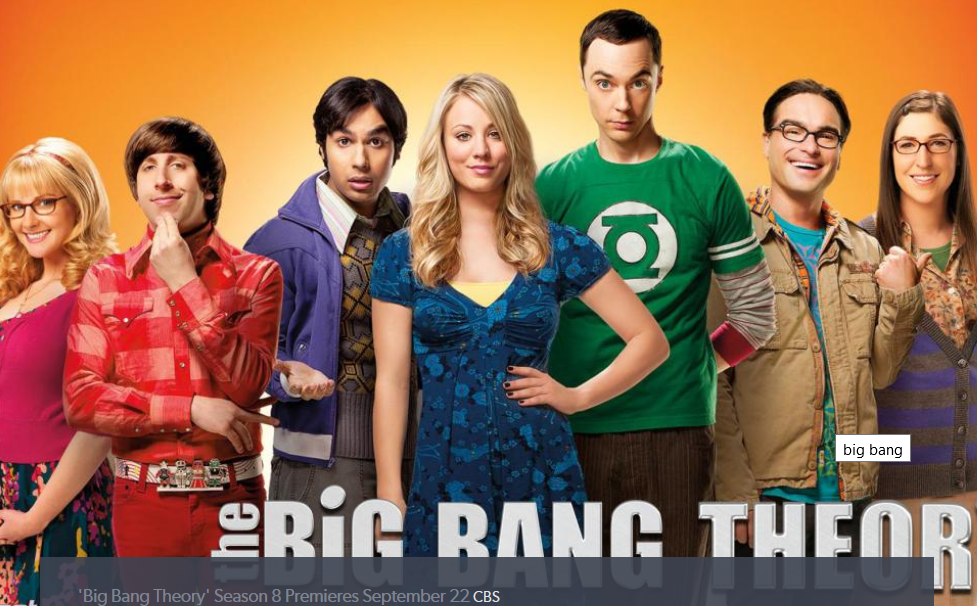 big bang
the BiG BANG THEOR
'Big Bang Theory' Season 8 Premieres September 22 CBS